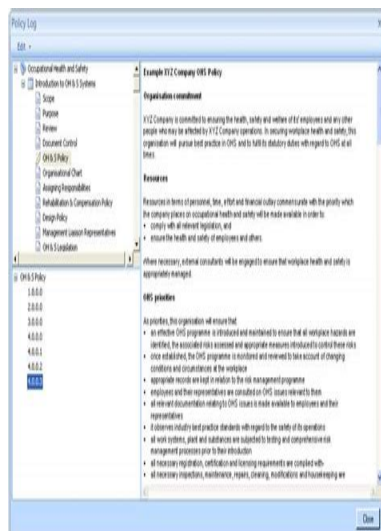 Policy Log
Edit
Occupational Health and Safety
Introduction to OH & S Systems
Scope
Purpose
Review
Document Control
OH & S Policy
Organisational Chart
Assigning Responsibilities
Rehabilitation & Compensation Policy
Design Policy
Management Liaison Representatives
OH & S Legislation
OH & S Policy
1.0.0.0
2.0.0.0
3.0.0.0
4.0.0.0
4.0.0.1
4.0.0.2
4.0.0.3
Example XYZ Company OHS Policy
Organisation commitment
XYZ Company is committed to ensuring the health, safety and welfare of its' employees and any other
people who may be affected by XYZ Company operations. In securing workplace health and safety, this
organisation will pursue best practice in OHS and to fulfil its statutory duties with regard to OHS at all
times.
Resources
Resources in terms of personnel, time, effort and financial outlay commensurate with the priority which
the company places on occupational health and safety will be made available in order to:
• comply with all relevant legislation, and
• ensure the health and safety of employees and others.
Where necessary, external consultants will be engaged to ensure that workplace health and safety is
appropriately managed.
OHS priorities
As priorities, this organisation will ensure that:
• an effective OHS programme is introduced and maintained to ensure that all workplace hazards are
identified, the associated risks assessed and appropriate measures introduced to control these risks
• once established, the OHS programme is monitored and reviewed to take account of changing
conditions and circumstances at the workplace
• appropriate records are kept in relation to the risk management programme
• employees and their representatives are consulted on OHS issues relevant to them
• all relevant documentation relating to OHS issues is made available to employees and their
representatives
• it observes industry best practice standards with regard to the safety of its operations
• all work systems, plant and substances are subjected to testing and comprehensive risk
management processes prior to their introduction
• all necessary registration, certification and licensing requirements are complied with
• all necessary inspections, maintenance, repairs, cleaning, modifications and housekeeping are
Close